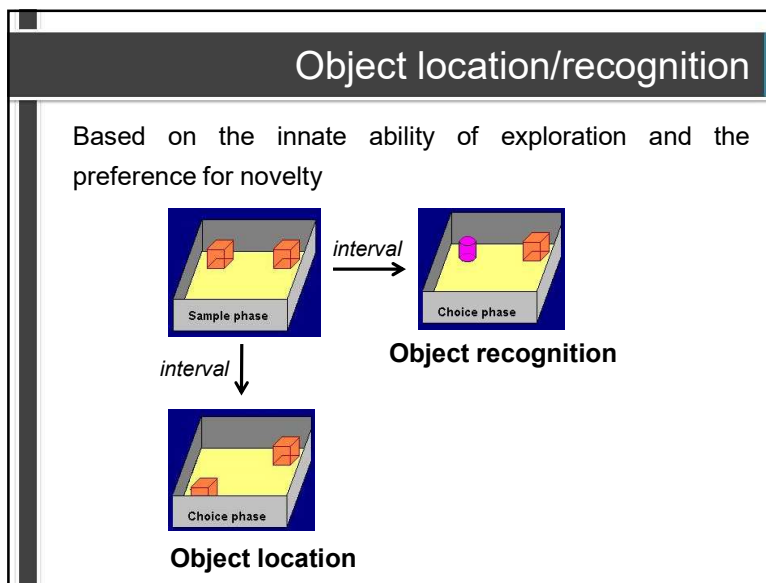 Object location/recognition
Based on the innate ability of exploration and the
preference for novelty
interval
Sample phase
Choice phase
Object recognition
interval
Choice phase
Object location